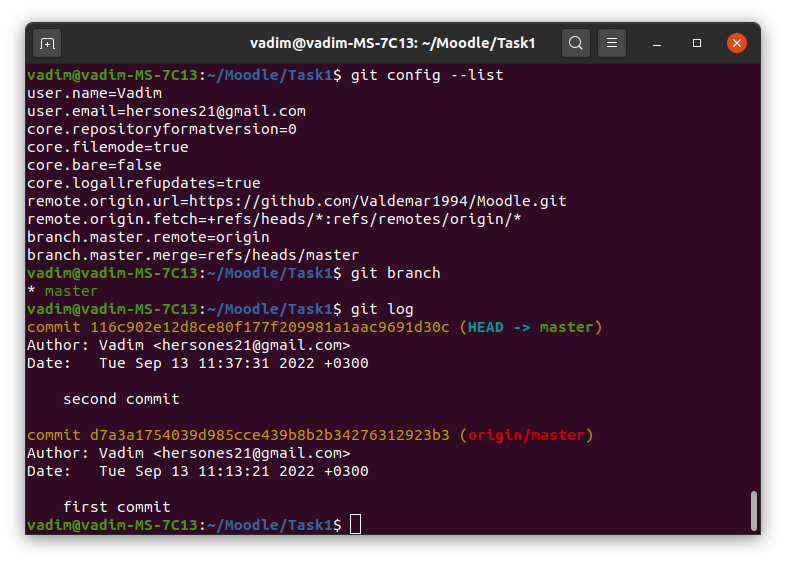 vadim@vadim-MS-7C13: ~/Moodle/Task1
vadim@vadim-MS-7C13:~/Moodle/Task1$ git config --list
user.name=Vadim
user.email=hersones21@gmail.com
core.repositoryformatversion=0
core.filemode=true
core.bare=false
core.logallrefupdates=true
remote.origin.url=https://github.com/Valdemar1994/Moodle.git
remote.origin.fetch=+refs/heads/*:refs/remotes/origin/*
branch.master.remote=origin
branch.master.merge=refs/heads/master
vadim@vadim-MS-7C13:~/Moodle/Task1$ git branch
* master
vadim@vadim-MS-7C13:~/Moodle/Task1$ git log
commit 116c902e12d8ce80f177f209981a1aac9691d30c (HEAD -> master)
Author: Vadim <hersones21@gmail.com>
Date:   Tue Sep 13 11:37:31 2022 +0300
    second commit
commit d7a3a1754039d985cce439b8b2b34276312923b3 (origin/master)
Author: Vadim <hersones21@gmail.com>
Date:   Tue Sep 13 11:13:21 2022 +0300
    first commit
vadim@vadim-MS-7C13:~/Moodle/Task1$